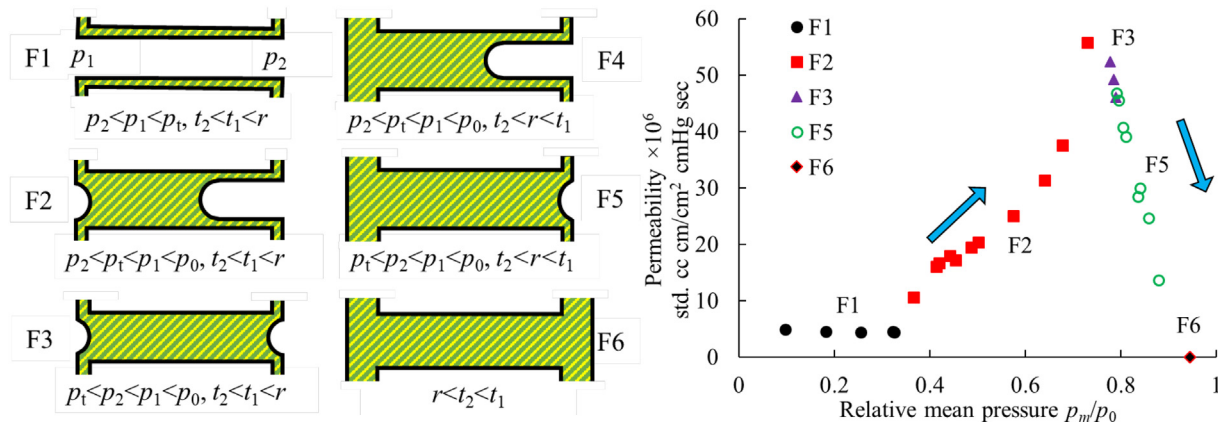 F1 p₁ p₂
p₂<p₁<pₜ, t₂<t₁<r
F2
p₂<pₜ<p₁<p₀, t₂<t₁<r
F3
pₜ<p₂<p₁<p₀, t₂<t₁<r
F4
p₂<pₜ<p₁<p₀, t₂<r<t₁
F5
pₜ<p₂<p₁<p₀, t₂<r<t₁
F6
r<t₂<t₁
Permeability ×10⁶
std. cc cm/cm² cmHg sec
60
50
40
30
20
10
0
F1
F2
F3
F5
F6
F1
F2
F3
F5
F6
0 0.2 0.4 0.6 0.8 1
Relative mean pressure pₘ/p₀